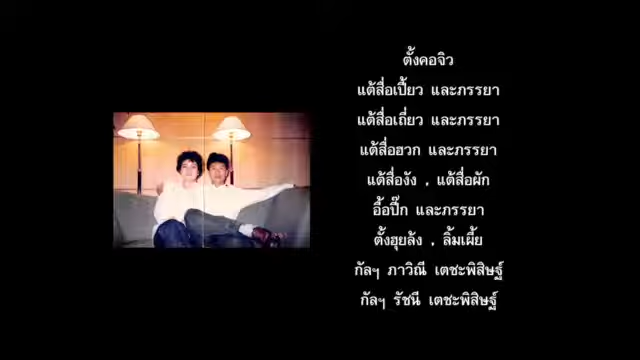 ตั้งคอจิว
แต้สื่อเปี้ยว และภรรยา
แต้สื่อเถี่ยว และภรรยา
แต้สื่อฮวก และภรรยา
แต้สื่องัง , แต้สื่อผัก
อื้อปิ๊ก และภรรยา
ตั้งฮุยล้ง , ลิ้มเผี้ย
กัลฯ ภาวิณี เตชะพิสิษฐ์
กัลฯ รัชนี เตชะพิสิษฐ์